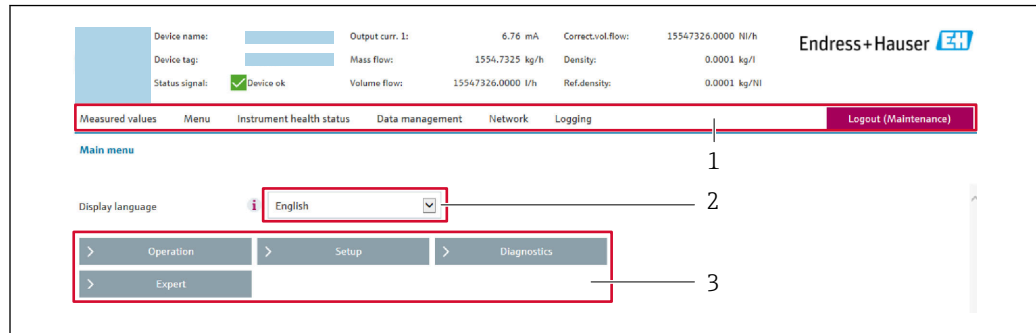 Device name: Output curr. 1: 6.76 mA Correct.vol.flow: 15547326.0000 Nl/h
Endress+Hauser EH
Device tag: Mass flow: 1554.7325 kg/h Density: 0.0001 kg/l
Status signal: Device ok Volume flow: 15547326.0000 l/h Ref.density: 0.0001 kg/Nl
Measured values Menu Instrument health status Data management Network Logging Logout (Maintenance)
1
Main menu
Display language i English 2
> Operation > Setup > Diagnostics
> Expert 3